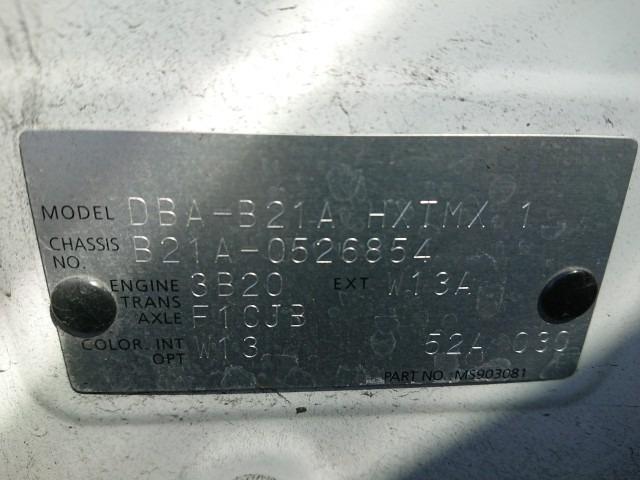 MODEL DBA-B21A HXTMX 1
CHASSIS NO. B21A-0526854
ENGINE 3B20 EXT W13A
TRANS AXLE F1CJB
COLOR. INT OPT W13 52A 030
PART NO. MS903081